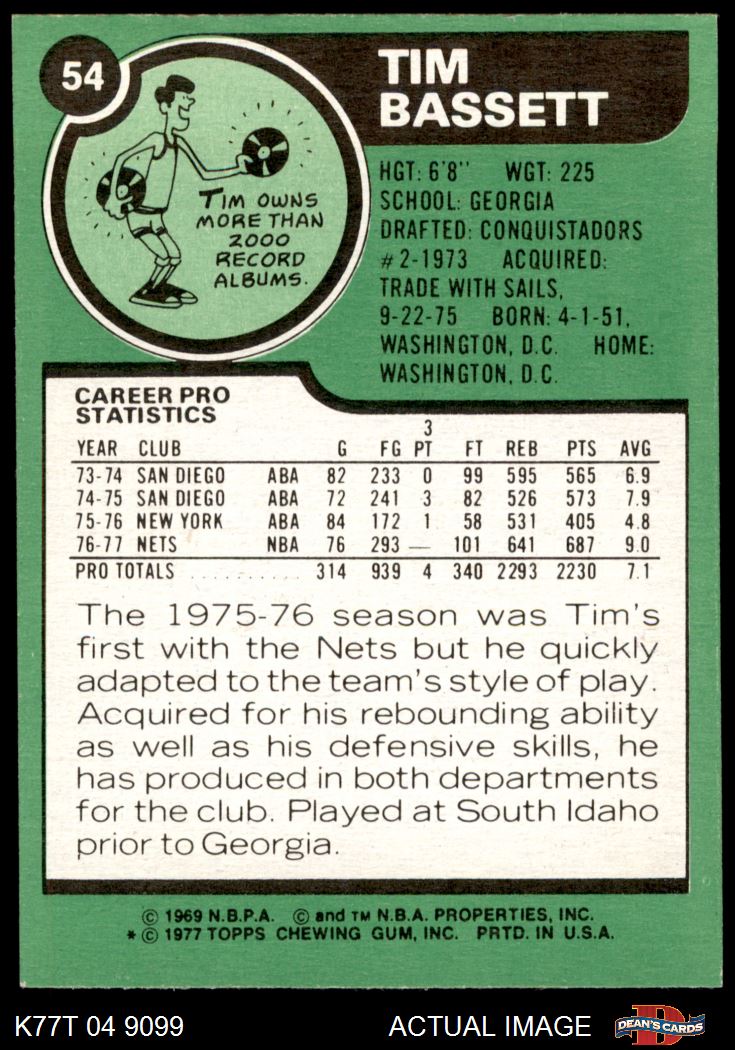 54
TIM
BASSETT
TIM OWNS
MORE THAN
2000
RECORD
ALBUMS.
HGT: 6'8" WGT: 225
SCHOOL: GEORGIA
DRAFTED: CONQUISTADORS
#2-1973 ACQUIRED:
TRADE WITH SAILS,
9-22-75 BORN: 4-1-51,
WASHINGTON, D.C. HOME:
WASHINGTON, D.C.
CAREER PRO
STATISTICS
YEAR CLUB G FG 3 PT FT REB PTS AVG
73-74 SAN DIEGO ABA 82 233 0 99 595 565 6.9
74-75 SAN DIEGO ABA 72 241 3 82 526 573 7.9
75-76 NEW YORK ABA 84 172 1 58 531 405 4.8
76-77 NETS NBA 76 293 — 101 641 687 9.0
PRO TOTALS .......... 314 939 4 340 2293 2230 7.1
The 1975-76 season was Tim's
first with the Nets but he quickly
adapted to the team's style of play.
Acquired for his rebounding ability
as well as his defensive skills, he
has produced in both departments
for the club. Played at South Idaho
prior to Georgia.
© 1969 N.B.P.A. © and TM N.B.A. PROPERTIES, INC.
* © 1977 TOPPS CHEWING GUM, INC. PRTD. IN U.S.A.
K77T 04 9099 ACTUAL IMAGE D DEAN'S CARDS